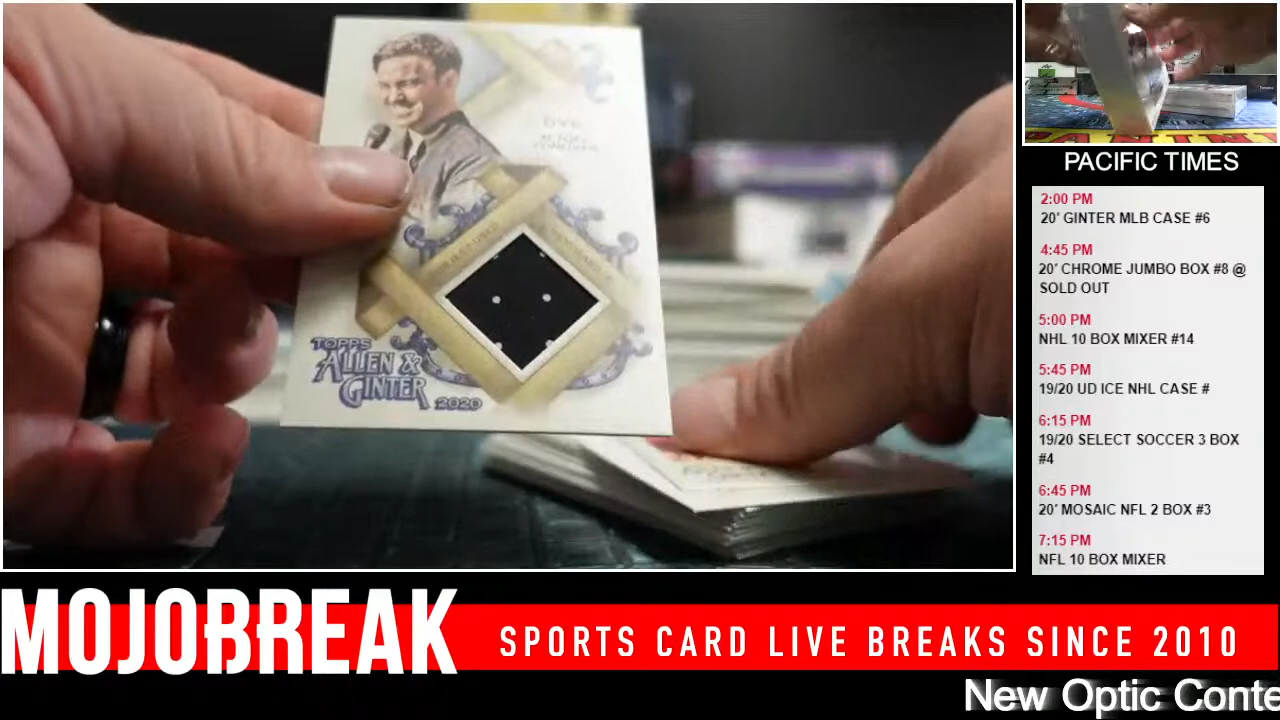 TOPPS
ALLEN &
GINTER
2020
PACIFIC TIMES
2:00 PM
20' GINTER MLB CASE #6
4:45 PM
20' CHROME JUMBO BOX #8 @
SOLD OUT
5:00 PM
NHL 10 BOX MIXER #14
5:45 PM
19/20 UD ICE NHL CASE #
6:15 PM
19/20 SELECT SOCCER 3 BOX
#4
6:45 PM
20' MOSAIC NFL 2 BOX #3
7:15 PM
NFL 10 BOX MIXER
MOJOBREAK
SPORTS CARD LIVE BREAKS SINCE 2010
New Optic Conte